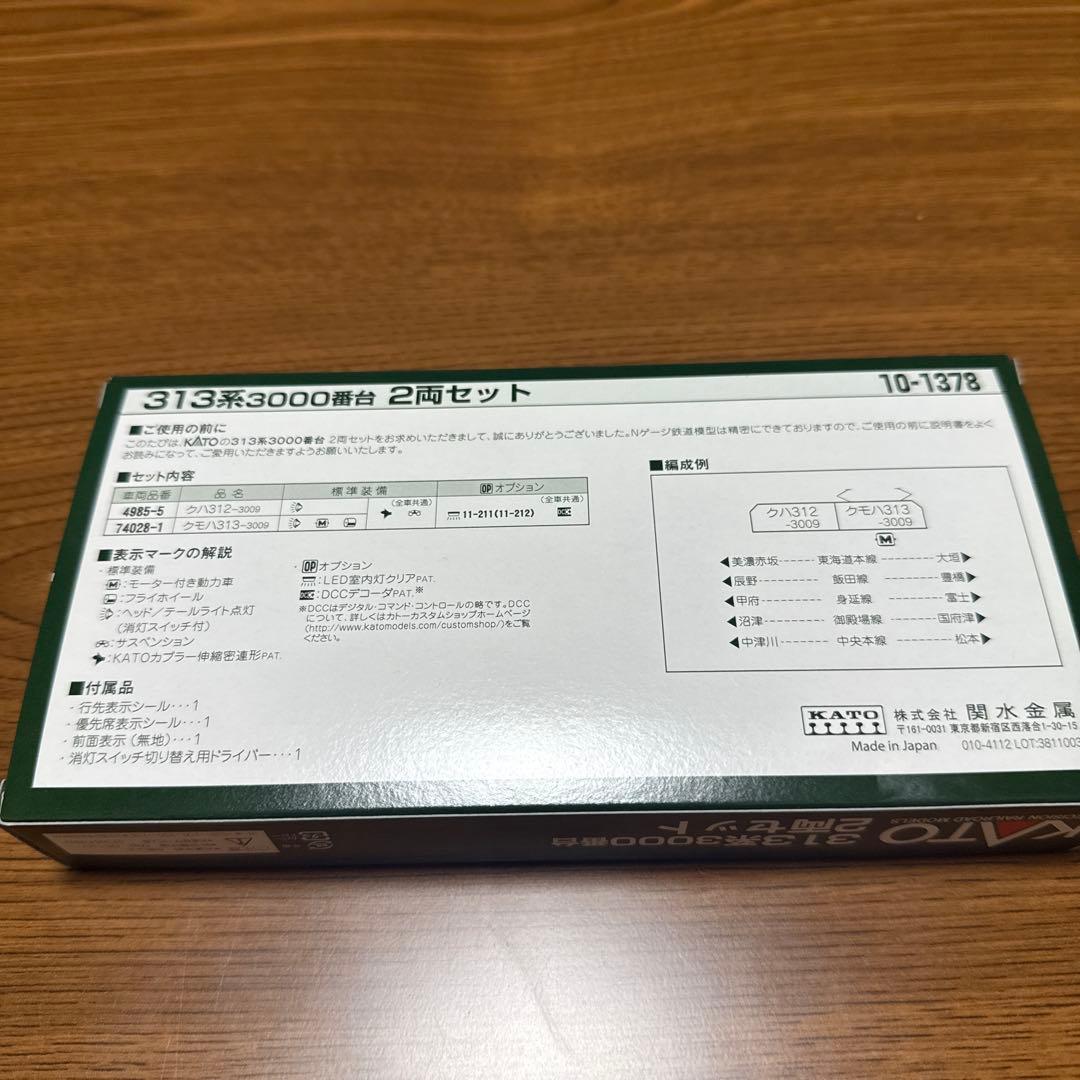 313系3000番台 2両セット
10-1378
■ご使用の前に
このたびは、KATOの313系3000番台 2両セットをお求めいただきまして、誠にありがとうございました。Nゲージ鉄道模型は精密にできておりますので、ご使用の前に説明書をよく
お読みになって、ご愛用いただきますようお願いいたします。
■セット内容
車両品番 品名 標準装備 OPオプション
(全車共通) (全車共通)
4985-5 クハ312-3009
11-211(11-212) DCC
74028-1 クモハ313-3009 M
■表示マークの解説
・標準装備
M:モーター付き動力車
:フライホイール
:ヘッド/テールライト点灯
(消灯スイッチ付)
:サスペンション
:KATOカプラー伸縮密連形PAT.
・OPオプション
:LED室内灯クリアPAT.
DCC:DCCデコーダPAT.※
※DCCはデジタル・コマンド・コントロールの略です。DCC
について、詳しくはカトーカスタムショップホームページ
(http://www.katomodels.com/customshop/)をご覧
ください。
■付属品
・行先表示シール・・・1
・優先席表示シール・・・1
・前面表示(無地)・・・1
・消灯スイッチ切り替え用ドライバー・・・1
■編成例
クハ312 クモハ313
-3009 -3009
M
◀美濃赤坂------東海道本線--------大垣▶
◀辰野--------飯田線--------豊橋▶
◀甲府--------身延線--------富士▶
◀沼津--------御殿場線------国府津▶
◀中津川-------中央本線--------松本▶
KATO 株式会社 関水金属
〒161-0031 東京都新宿区西落合1-30-15
Made in Japan 010-4112 LOT:3811003
KATO
PRECISION RAILROAD MODELS
313系3000番台
2両セット